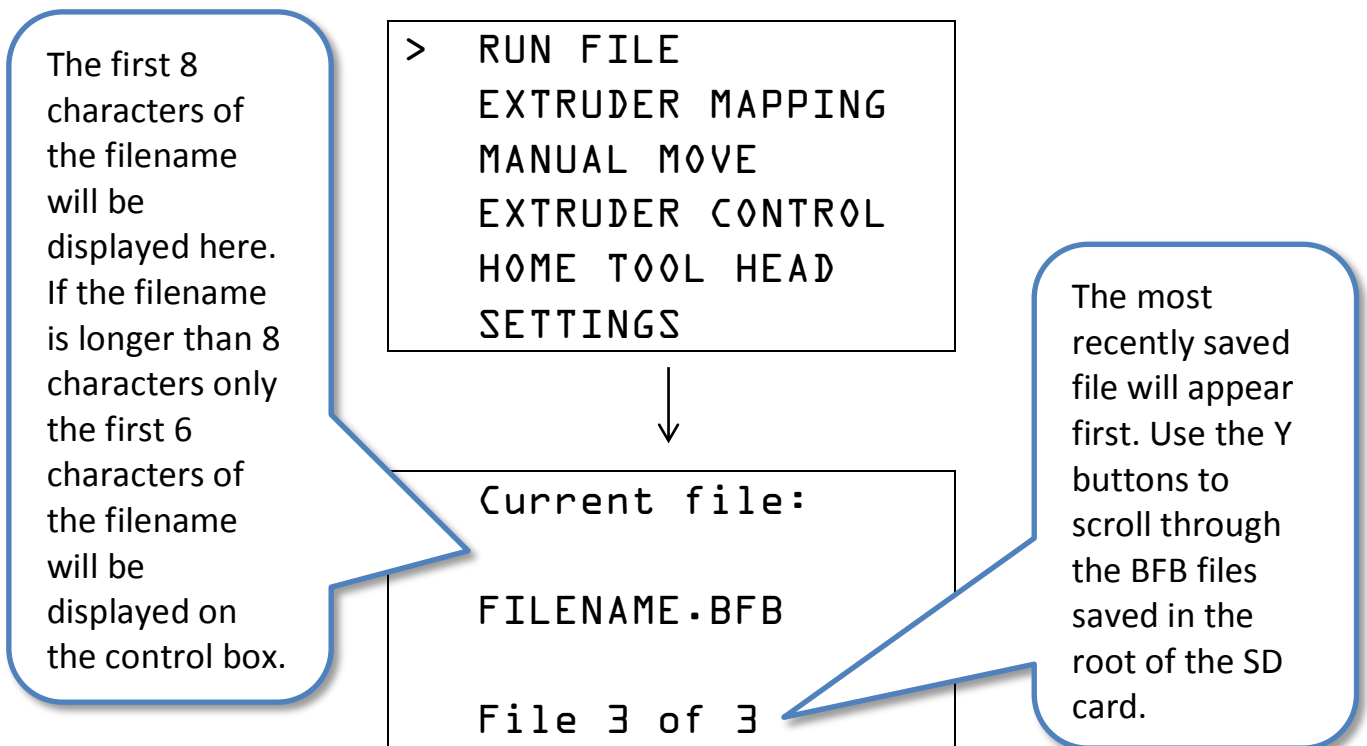 The first 8
characters of
the filename
will be
displayed here.
If the filename
is longer than 8
characters only
the first 6
characters of
the filename
will be
displayed on
the control box.
> RUN FILE
EXTRUDER MAPPING
MANUAL MOVE
EXTRUDER CONTROL
HOME TOOL HEAD
SETTINGS
Current file:
FILENAME.BFB
File 3 of 3
The most
recently saved
file will appear
first. Use the Y
buttons to
scroll through
the BFB files
saved in the
root of the SD
card.